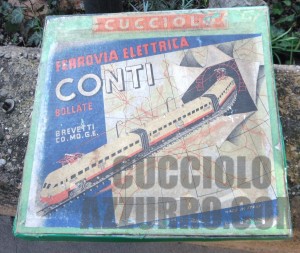 CUCCIOLO
FERROVIA ELETTRICA
CONTI
BOLLATE
BREVETTI
CO.MO.G.E.
CUCCIOLO
AZZURRO.COM